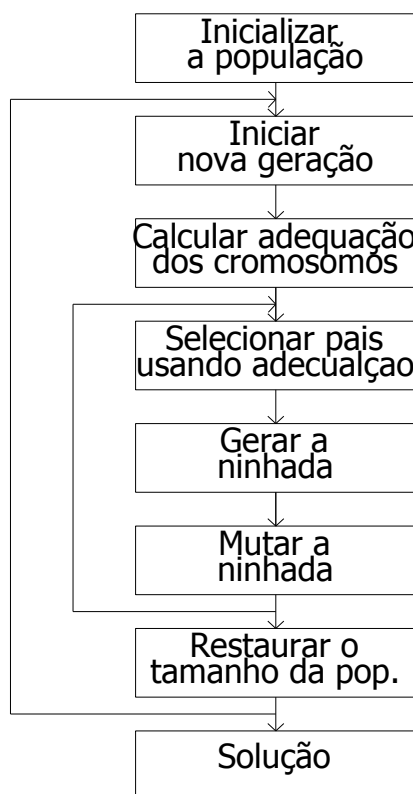 Inicializar
a população
Iniciar
nova geração
Calcular adequação
dos cromosomos
Selecionar pais
usando adecualçao
Gerar a
ninhada
Mutar a
ninhada
Restaurar o
tamanho da pop.
Solução